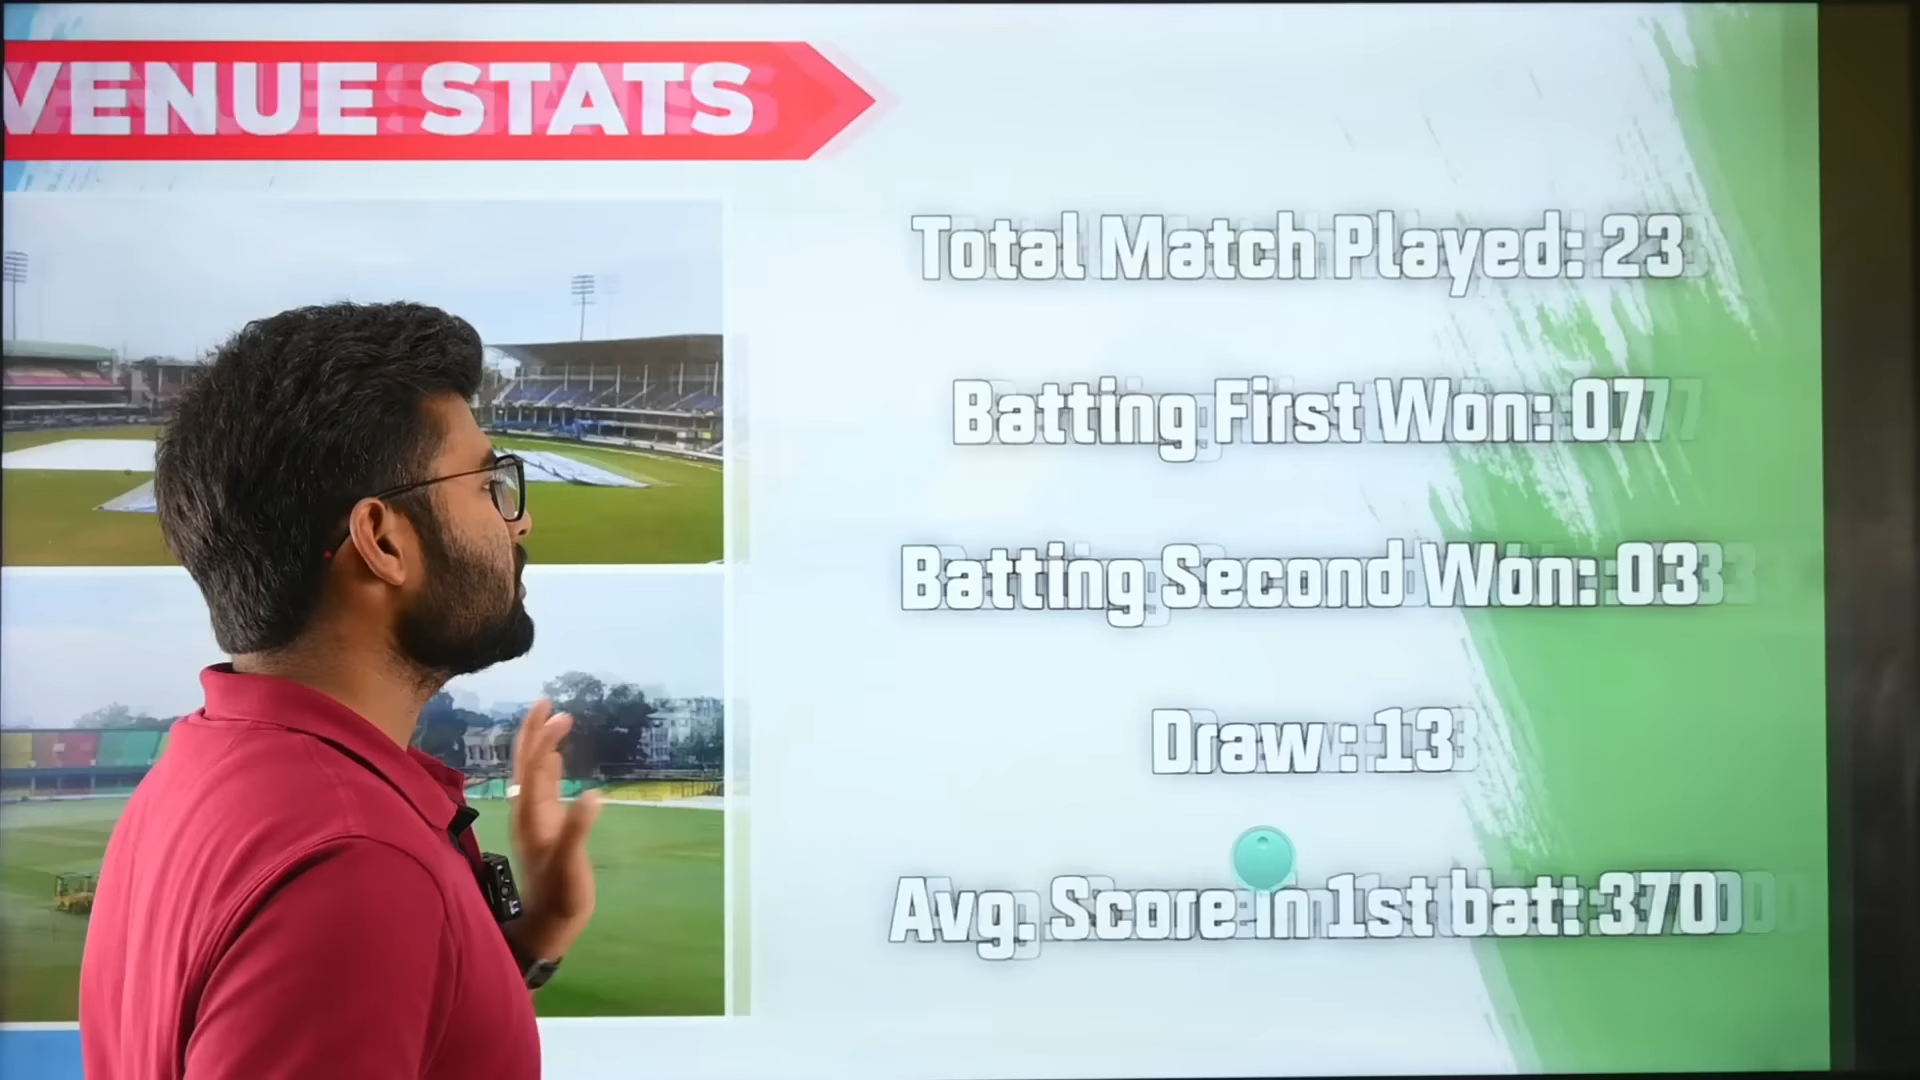 VENUE STATS
Total Match Played: 23
Batting First Won: 07
Batting Second Won: 03
Draw : 13
Avg. Score in 1st bat: 370